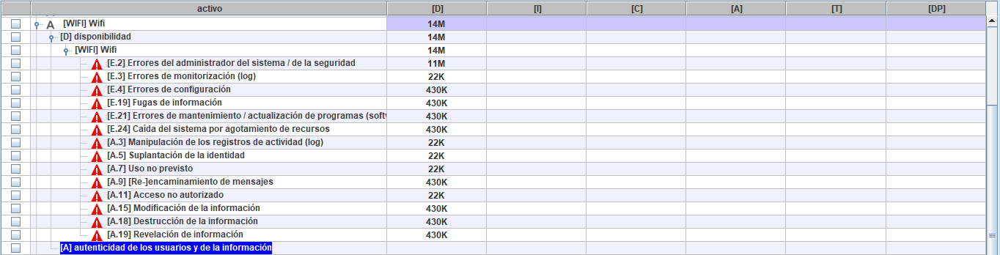 activo [D] [I] [C] [A] [T] [DP]
[WIFI] Wifi 14M
[D] disponibilidad 14M
[WIFI] Wifi 14M
[E.2] Errores del administrador del sistema / de la seguridad 11M
[E.3] Errores de monitorización (log) 22K
[E.4] Errores de configuración 430K
[E.19] Fugas de información 430K
[E.21] Errores de mantenimiento / actualización de programas 430K
[E.24] Caída del sistema por agotamiento de recursos 430K
[A.3] Manipulación de los registros de actividad (log) 22K
[A.5] Suplantación de la identidad 22K
[A.7] Uso no previsto 22K
[A.9] [Re-]encaminamiento de mensajes 430K
[A.11] Acceso no autorizado 22K
[A.15] Modificación de la información 430K
[A.18] Destrucción de la información 430K
[A.19] Revelación de información 430K
[A] autenticidad de los usuarios y de la información